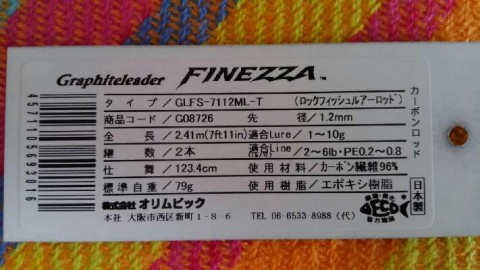 Graphiteleader FINEZZA™
タイプ／GLFS-7112ML-T （ロックフィッシュルアーロッド）
商品コード／G08726 先径／1.2mm
全長／2.41m(7ft11in) 適合Lure／1～10g
継数／2本 適合Line／2～6lb・PE0.2～0.8
仕舞／123.4cm 使用材料／カーボン繊維96%
標準自重／79g 使用樹脂／エポキシ樹脂
株式会社 オリムピック
本社 大阪市西区新町1-8-6 TEL 06-6533-8988（代）
カーボンロッド
日本製
ECO
4571105693016